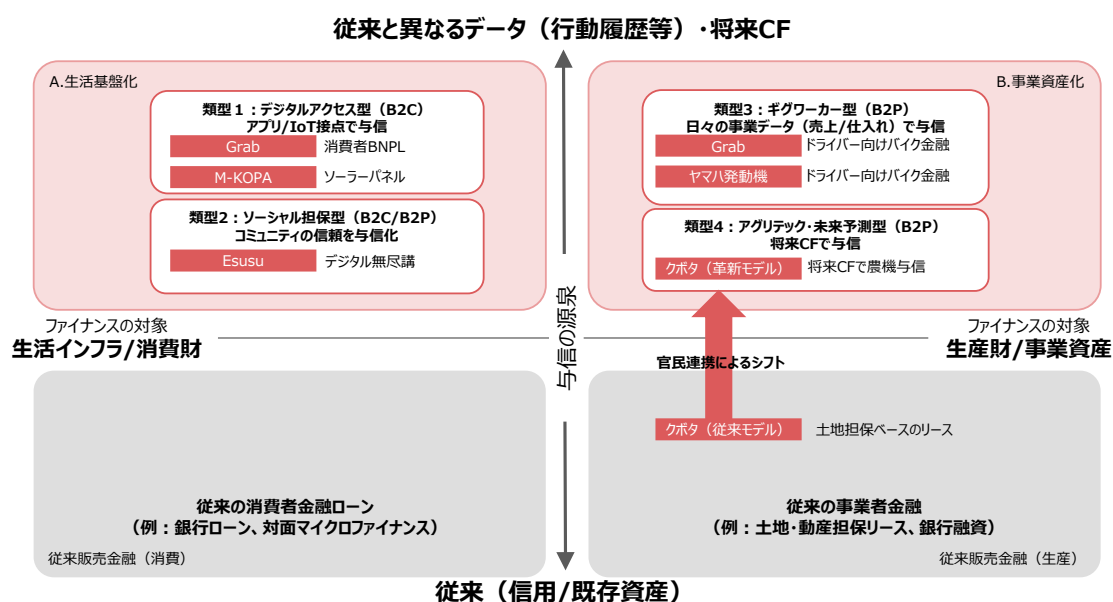 従来と異なるデータ（行動履歴等）・将来CF
A.生活基盤化
類型１：デジタルアクセス型（B2C）
アプリ/IoT接点で与信
Grab 消費者BNPL
M-KOPA ソーラーパネル
類型2：ソーシャル担保型（B2C/B2P）
コミュニティの信頼を与信化
Esusu デジタル無尽講
B.事業資産化
類型3：ギグワーカー型（B2P）
日々の事業データ（売上/仕入れ）で与信
Grab ドライバー向けバイク金融
ヤマハ発動機 ドライバー向けバイク金融
類型4：アグリテック・未来予測型（B2P）
将来CFで与信
クボタ（革新モデル） 将来CFで農機与信
ファイナンスの対象
生活インフラ/消費財
与信の源泉
ファイナンスの対象
生産財/事業資産
官民連携によるシフト
クボタ（従来モデル） 土地担保ベースのリース
従来の消費者金融ローン
（例：銀行ローン、対面マイクロファイナンス）
従来販売金融（消費）
従来の事業者金融
（例：土地・動産担保リース、銀行融資）
従来販売金融（生産）
従来（信用/既存資産）